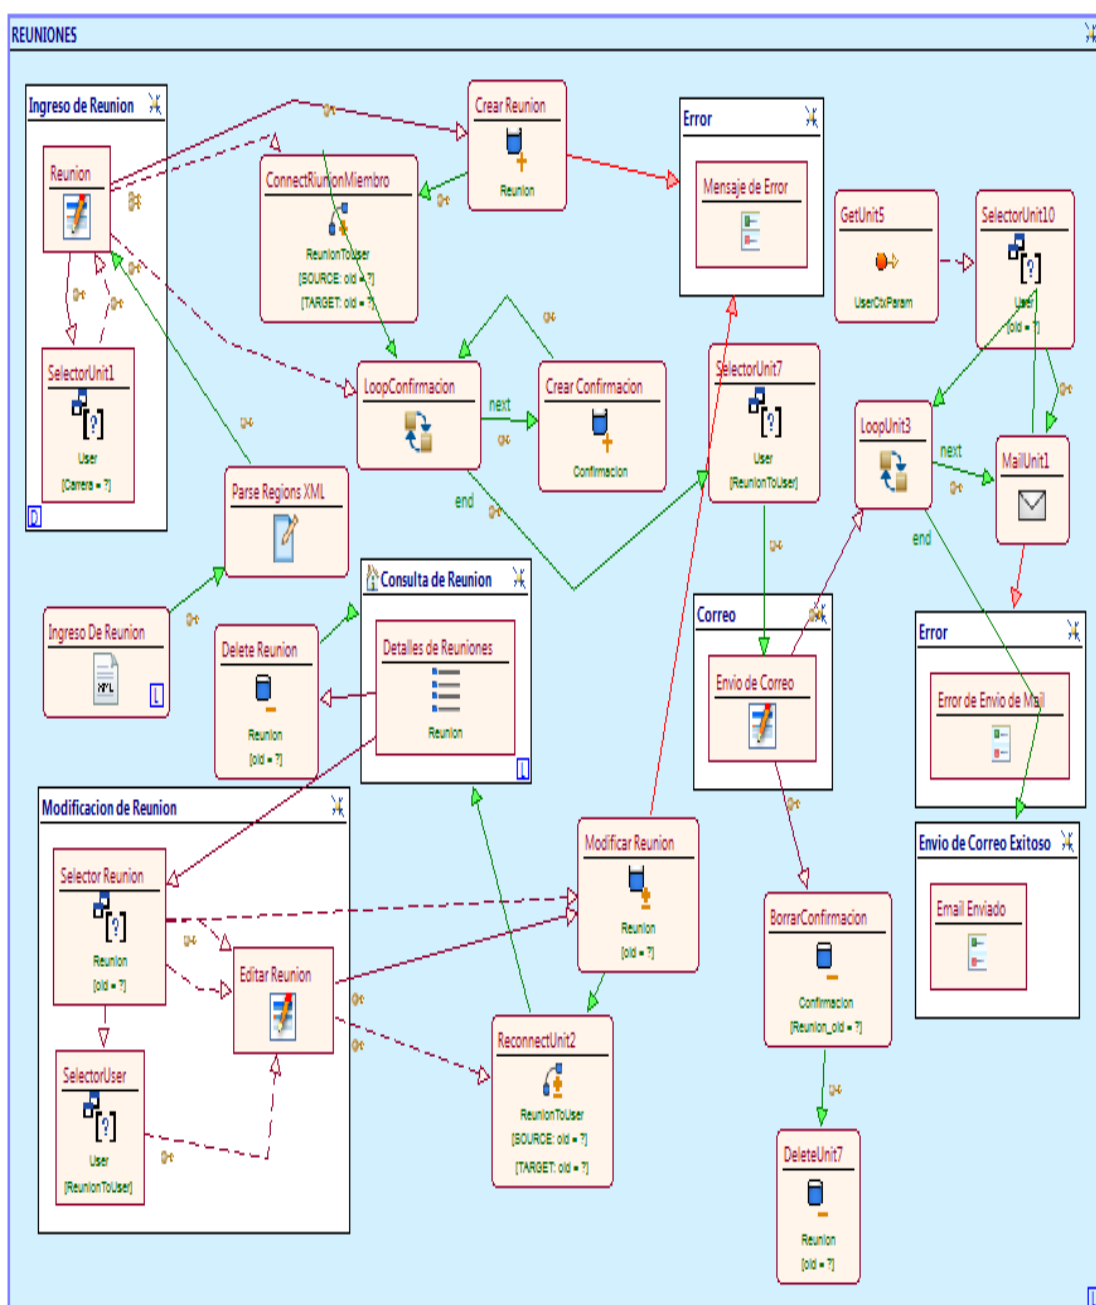 REUNIONES
Ingreso de Reunion
Reunion
SelectorUnit1
User
[Carrera = ?]
D
Crear Reunion
Reunion
ConnectRiunionMiembro
ReunionToUser
[SOURCE: old = ?]
[TARGET: old = ?]
Error
Mensaje de Error
GetUnit5
UserCtxParam
SelectorUnit10
User
[old = ?]
LoopConfirmacion
next
end
Crear Confirmacion
Confirmacion
SelectorUnit7
User
[ReunionToUser]
LoopUnit3
next
end
MailUnit1
Parse Regions XML
Ingreso De Reunion
XML
L
Delete Reunion
Reunion
[old = ?]
Consulta de Reunion
Detalles de Reuniones
Reunion
L
Correo
Envio de Correo
Error
Error de Envio de Mail
Envio de Correo Exitoso
Email Enviado
Modificacion de Reunion
Selector Reunion
Reunion
[old = ?]
Editar Reunion
SelectorUser
User
[ReunionToUser]
Modificar Reunion
Reunion
[old = ?]
ReconnectUnit2
ReunionToUser
[SOURCE: old = ?]
[TARGET: old = ?]
BorrarConfirmacion
Confirmacion
[Reunion_old = ?]
DeleteUnit7
Reunion
[old = ?]
L